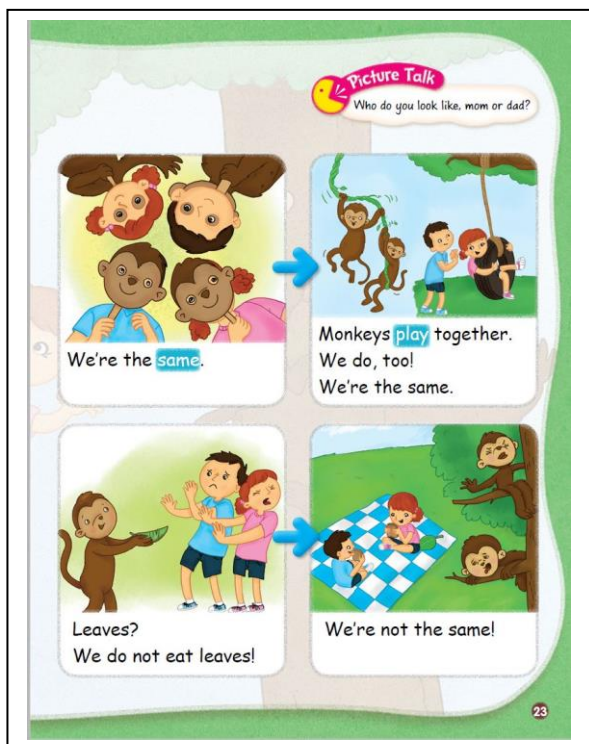 Picture Talk
Who do you look like, mom or dad?
We're the same.
Monkeys play together.
We do, too!
We're the same.
Leaves?
We do not eat leaves!
We're not the same!
23